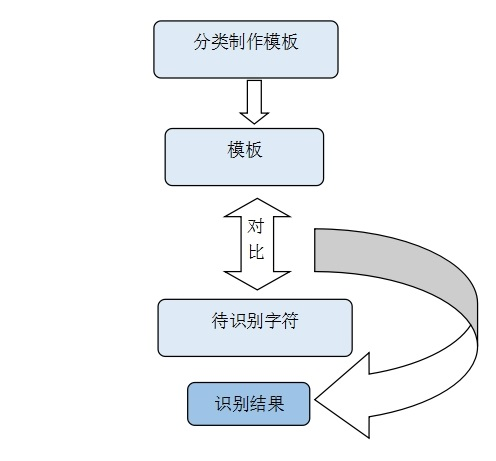 分类制作模板
模板
对
比
待识别字符
识别结果